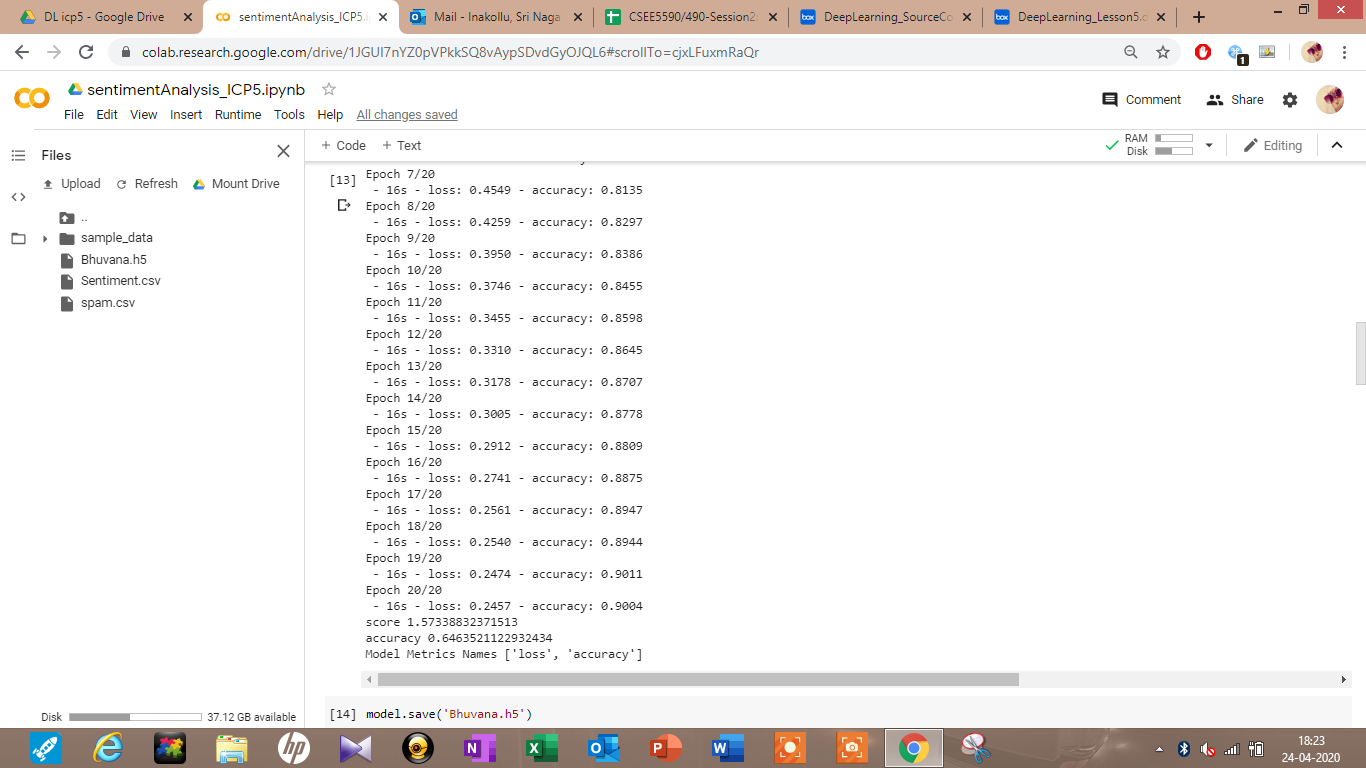 DL icp5 - Google Drive
sentimentAnalysis_ICP5.ipynb
Mail - Inakollu, Sri Naga
CSEE5590/490-Session2:
DeepLearning_SourceCo
DeepLearning_Lesson5.d
colab.research.google.com/drive/1JGUI7nYZ0pVPkkSQ8vAypSDvdGyOJQL6#scrollTo=cjxLFuxmRaQr
1
sentimentAnalysis_ICP5.ipynb
File Edit View Insert Runtime Tools Help All changes saved
Comment Share
Files
Upload Refresh Mount Drive
..
sample_data
Bhuvana.h5
Sentiment.csv
spam.csv
Disk 37.12 GB available
+ Code + Text
RAM
Disk
Editing
[13]
Epoch 7/20
- 16s - loss: 0.4549 - accuracy: 0.8135
Epoch 8/20
- 16s - loss: 0.4259 - accuracy: 0.8297
Epoch 9/20
- 16s - loss: 0.3950 - accuracy: 0.8386
Epoch 10/20
- 16s - loss: 0.3746 - accuracy: 0.8455
Epoch 11/20
- 16s - loss: 0.3455 - accuracy: 0.8598
Epoch 12/20
- 16s - loss: 0.3310 - accuracy: 0.8645
Epoch 13/20
- 16s - loss: 0.3178 - accuracy: 0.8707
Epoch 14/20
- 16s - loss: 0.3005 - accuracy: 0.8778
Epoch 15/20
- 16s - loss: 0.2912 - accuracy: 0.8809
Epoch 16/20
- 16s - loss: 0.2741 - accuracy: 0.8875
Epoch 17/20
- 16s - loss: 0.2561 - accuracy: 0.8947
Epoch 18/20
- 16s - loss: 0.2540 - accuracy: 0.8944
Epoch 19/20
- 16s - loss: 0.2474 - accuracy: 0.9011
Epoch 20/20
- 16s - loss: 0.2457 - accuracy: 0.9004
score 1.57338832371513
accuracy 0.6463521122932434
Model Metrics Names ['loss', 'accuracy']
[14] model.save('Bhuvana.h5')
18:23
24-04-2020